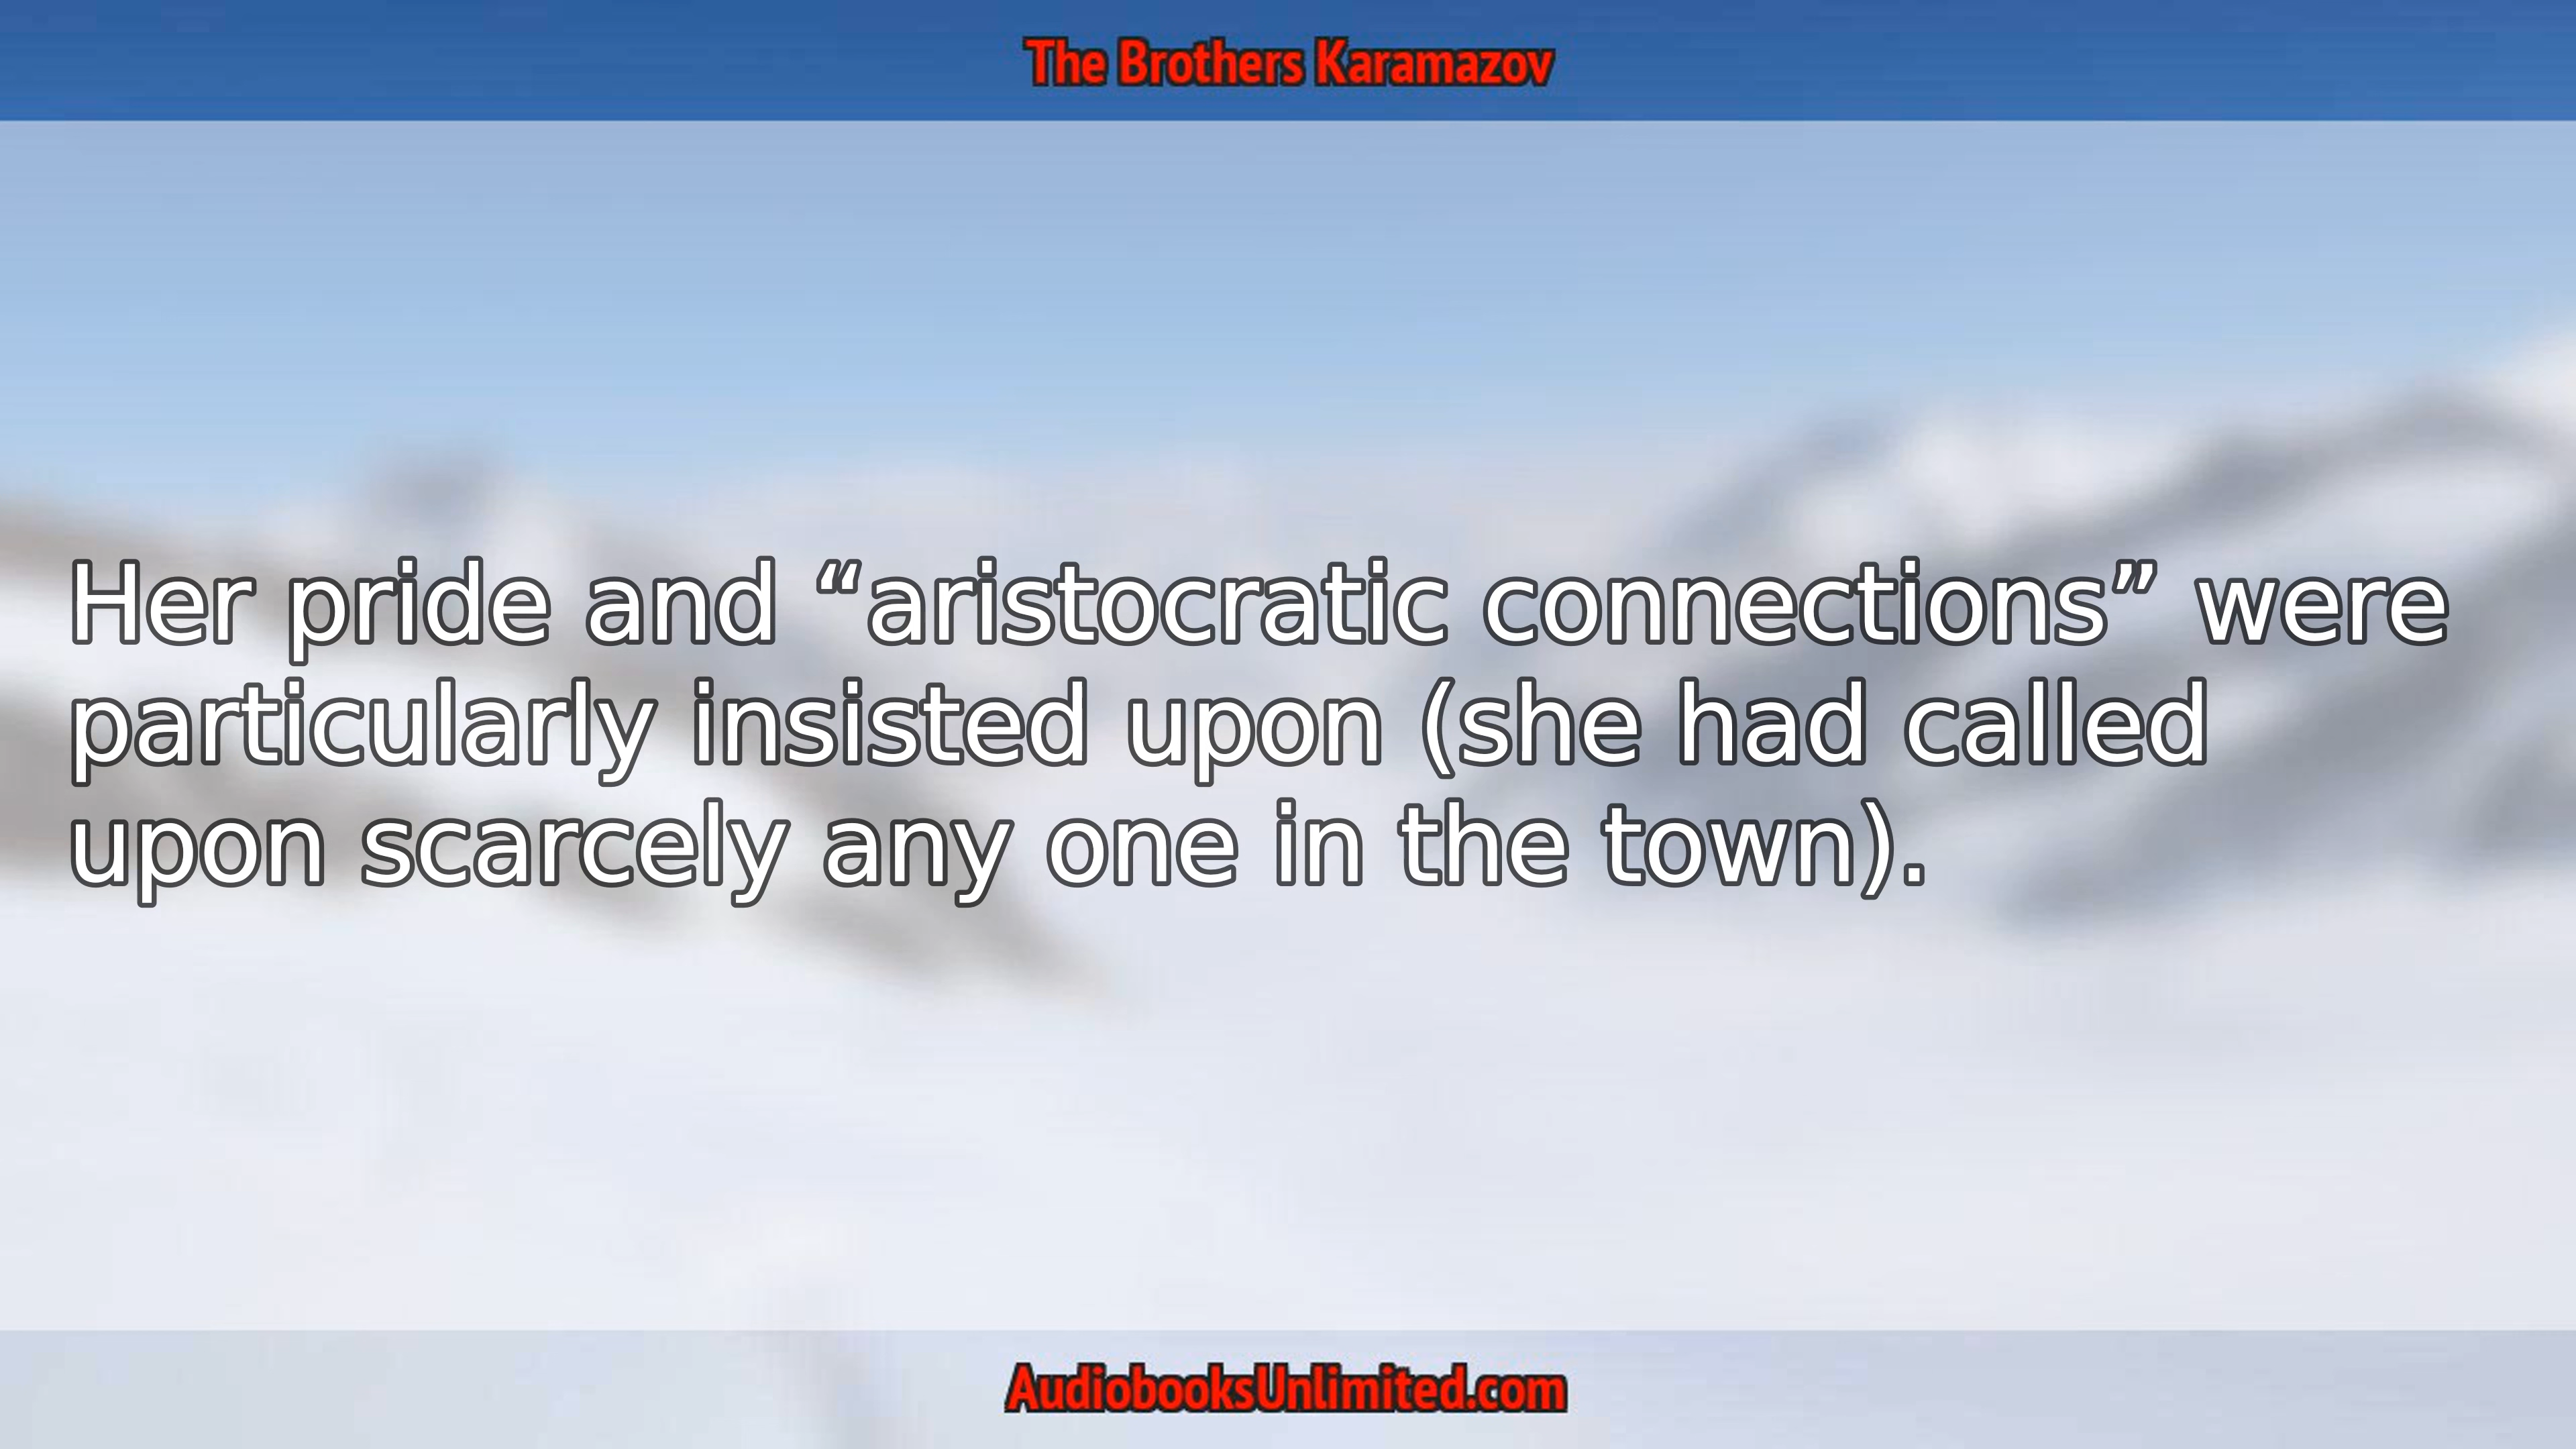 The Brothers Karamazov
Her pride and “aristocratic connections” were
particularly insisted upon (she had called
upon scarcely any one in the town).
AudiobooksUnlimited.com